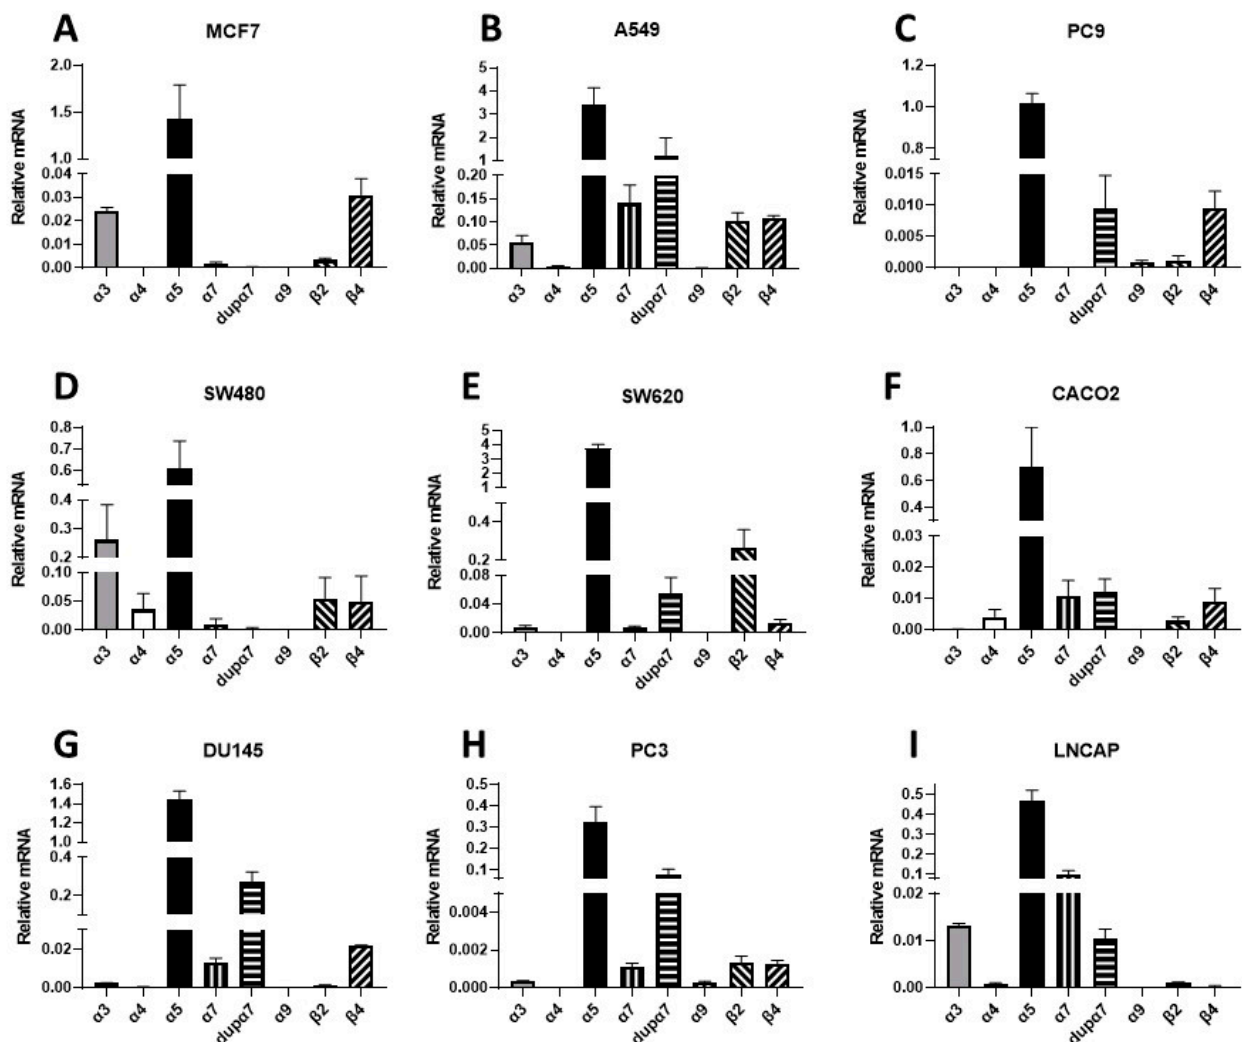 A
MCF7
Relative mRNA
2.0
1.5
1.0
0.04
0.03
0.02
0.01
0.00
α3
α4
α5
α7
dupα7
α9
β2
β4
B
A549
Relative mRNA
5
4
3
2
1
0.20
0.15
0.10
0.05
0.00
α3
α4
α5
α7
dupα7
α9
β2
β4
C
PC9
Relative mRNA
1.2
1.0
0.8
0.015
0.010
0.005
0.000
α3
α4
α5
α7
dupα7
α9
β2
β4
D
SW480
Relative mRNA
0.8
0.7
0.6
0.4
0.3
0.2
0.10
0.05
0.00
α3
α4
α5
α7
dupα7
α9
β2
β4
E
SW620
Relative mRNA
5
4
3
2
1
0.4
0.2
0.08
0.04
0.00
α3
α4
α5
α7
dupα7
α9
β2
β4
F
CACO2
Relative mRNA
1.0
0.8
0.6
0.4
0.03
0.02
0.01
0.00
α3
α4
α5
α7
dupα7
α9
β2
β4
G
DU145
Relative mRNA
1.6
1.4
1.2
1.0
0.4
0.2
0.02
0.00
α3
α4
α5
α7
dupα7
α9
β2
β4
H
PC3
Relative mRNA
0.5
0.4
0.3
0.2
0.1
0.004
0.002
0.000
α3
α4
α5
α7
dupα7
α9
β2
β4
I
LNCAP
Relative mRNA
0.5
0.4
0.3
0.2
0.1
0.02
0.01
0.00
α3
α4
α5
α7
dupα7
α9
β2
β4